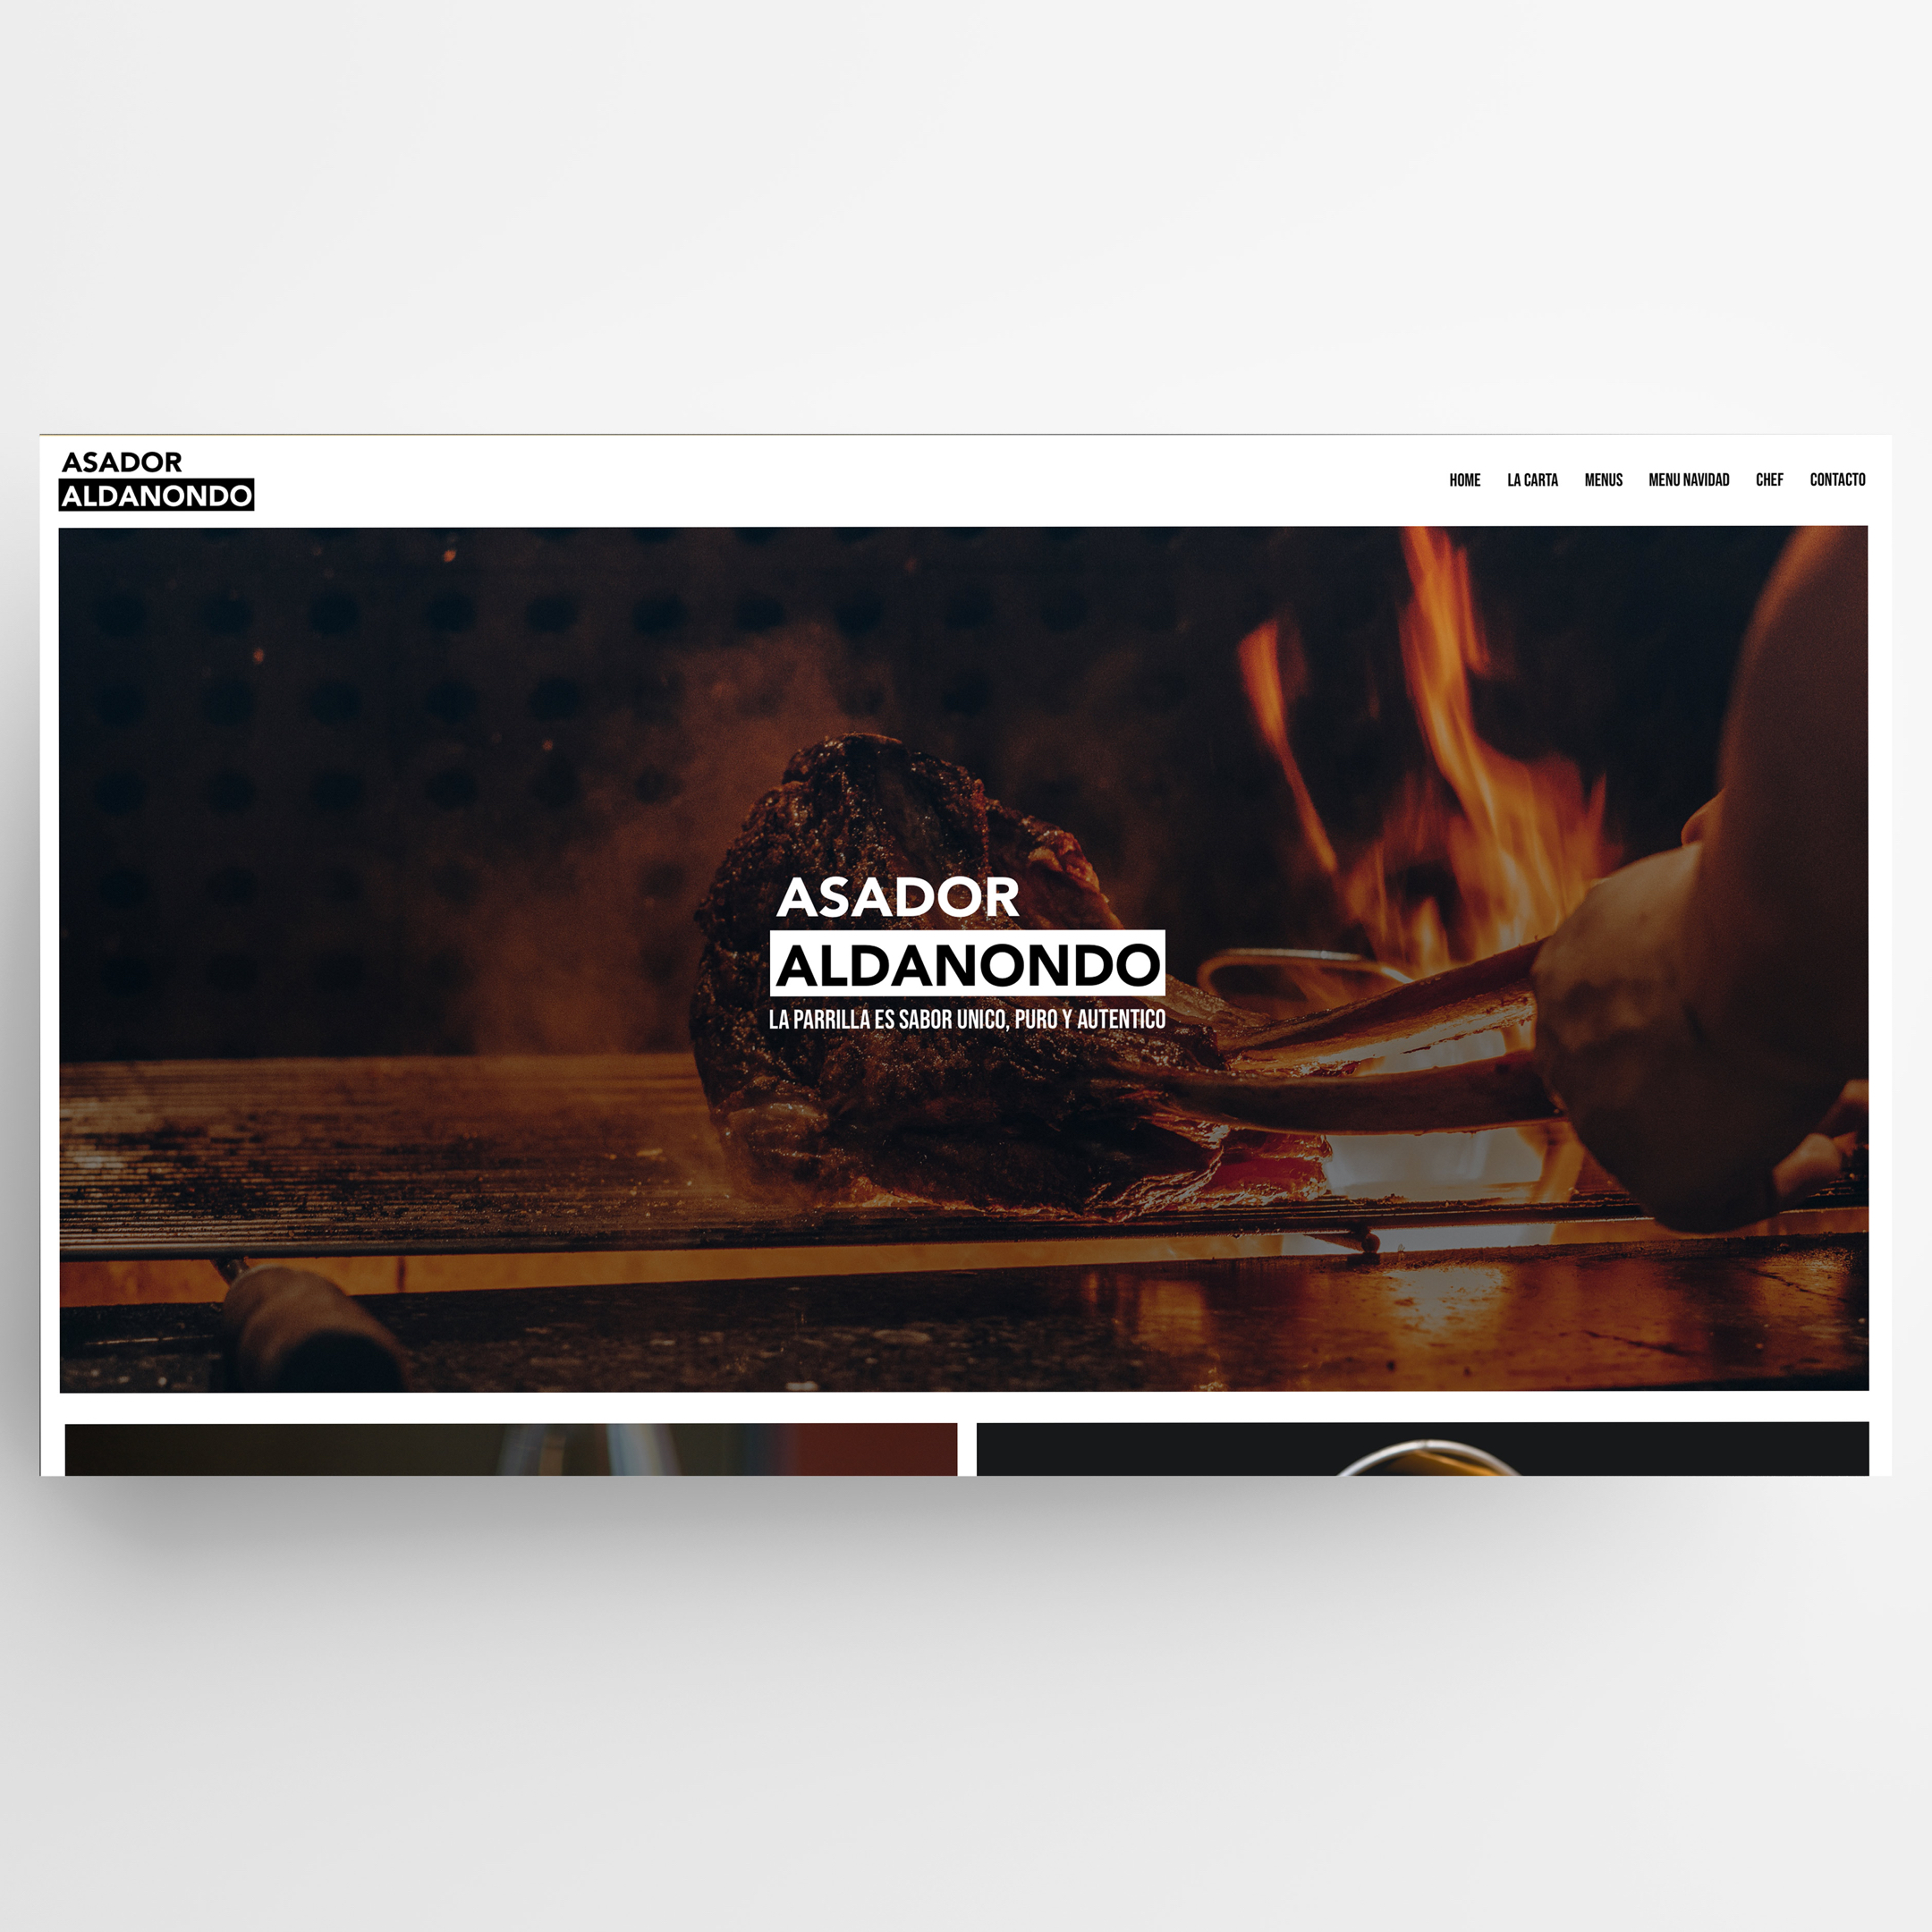 ASADOR
ALDANONDO
HOME LA CARTA MENUS MENU NAVIDAD CHEF CONTACTO
ASADOR
ALDANONDO
LA PARRILLA ES SABOR UNICO, PURO Y AUTENTICO